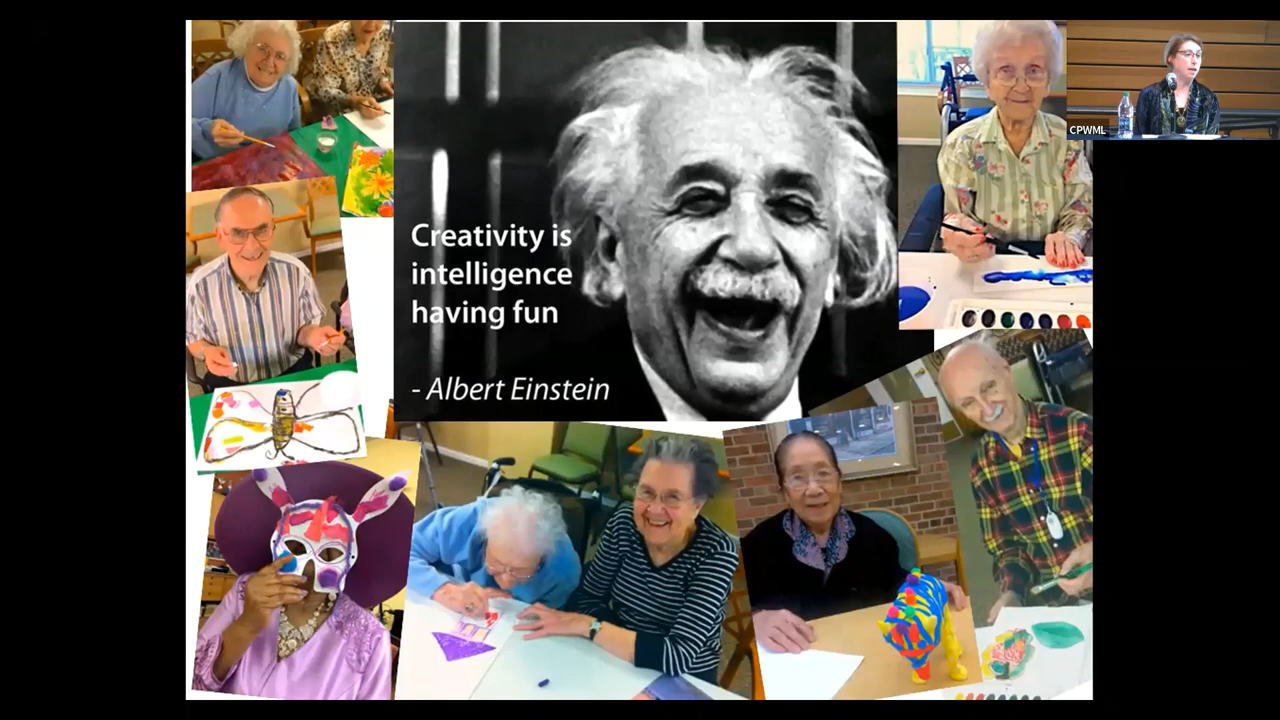 Creativity is
intelligence
having fun
- Albert Einstein
CPWML